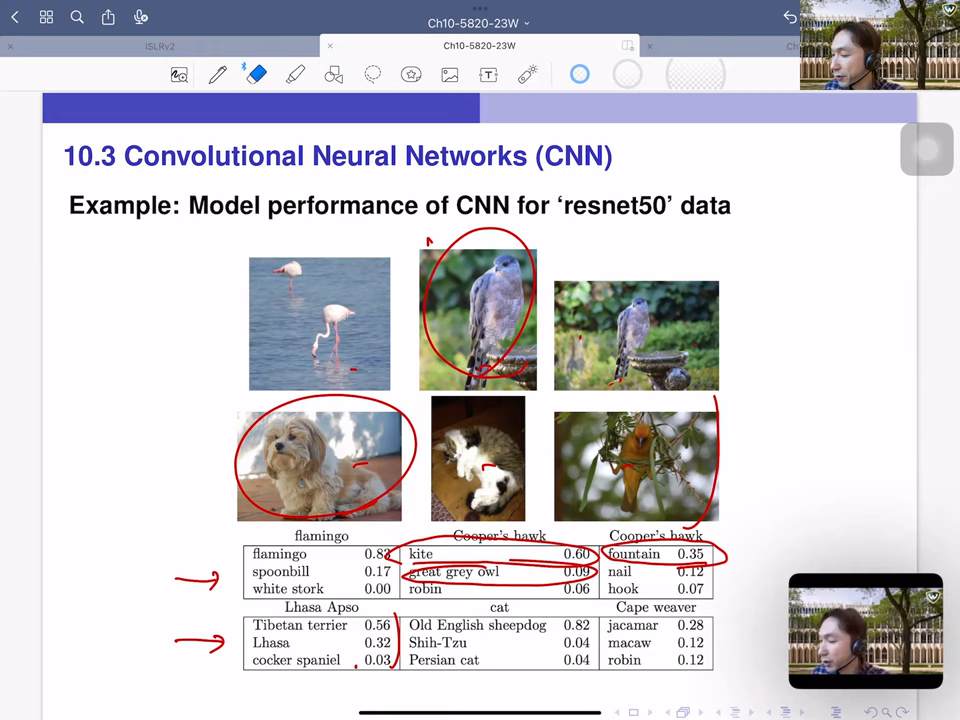 Ch10-5820-23W
ISLRv2
Ch10-5820-23W
10.3 Convolutional Neural Networks (CNN)
Example: Model performance of CNN for ‘resnet50’ data
flamingo Cooper's hawk Cooper's hawk
flamingo 0.83 kite 0.60 fountain 0.35
spoonbill 0.17 great grey owl 0.09 nail 0.12
white stork 0.00 robin 0.06 hook 0.07
Lhasa Apso cat Cape weaver
Tibetan terrier 0.56 Old English sheepdog 0.82 jacamar 0.28
Lhasa 0.32 Shih-Tzu 0.04 macaw 0.12
cocker spaniel 0.03 Persian cat 0.04 robin 0.12